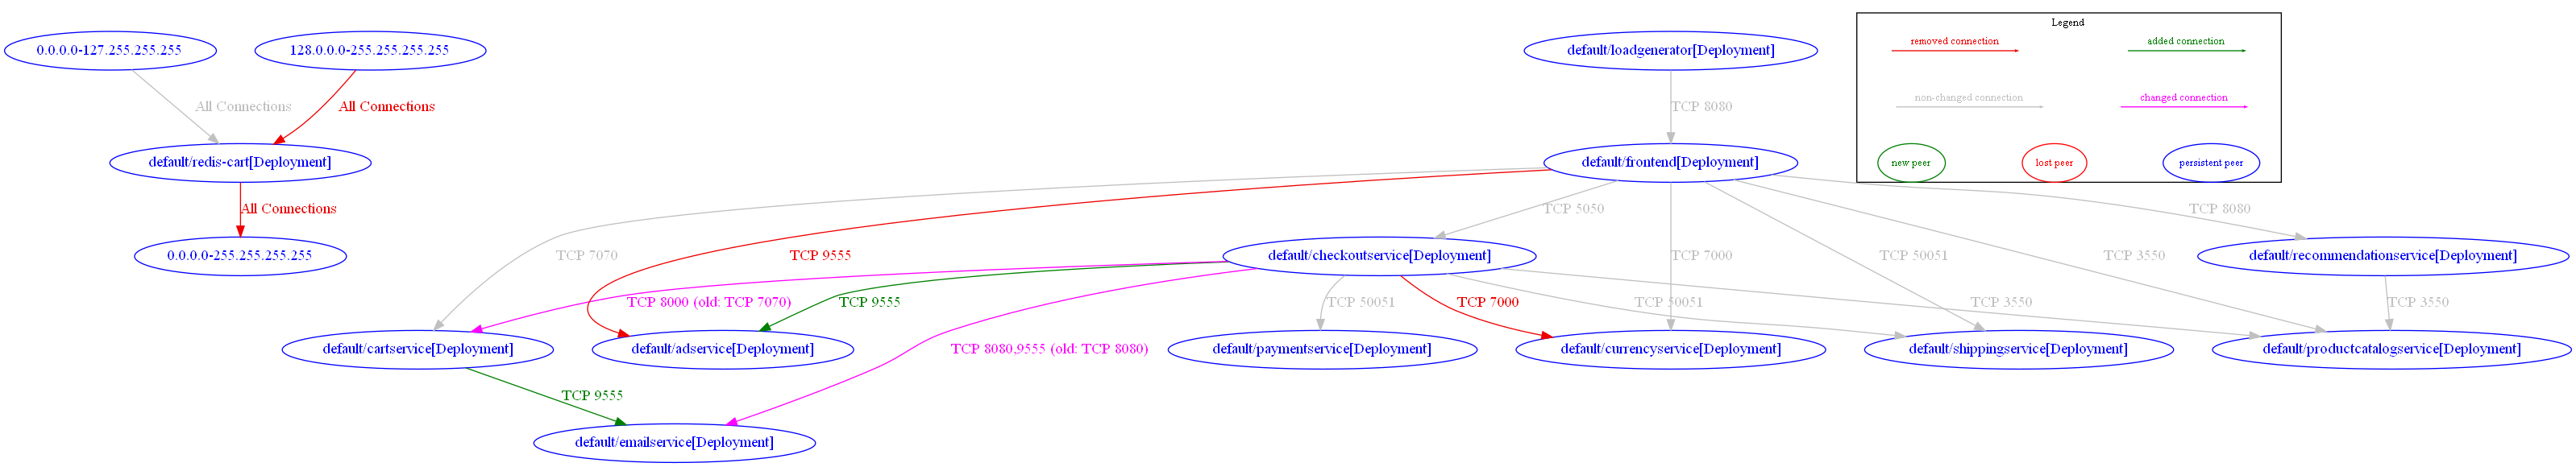 Legend
removed connection
added connection
non-changed connection
changed connection
new peer
lost peer
persistent peer
0.0.0.0-127.255.255.255
128.0.0.0-255.255.255.255
default/loadgenerator[Deployment]
All Connections
All Connections
TCP 8080
default/redis-cart[Deployment]
default/frontend[Deployment]
All Connections
TCP 5050
TCP 8080
0.0.0.0-255.255.255.255
TCP 7070
TCP 9555
default/checkoutservice[Deployment]
TCP 7000
TCP 50051
TCP 3550
default/recommendationservice[Deployment]
TCP 8000 (old: TCP 7070)
TCP 9555
TCP 50051
TCP 7000
TCP 50051
TCP 3550
TCP 3550
default/cartservice[Deployment]
default/adservice[Deployment]
TCP 8080,9555 (old: TCP 8080)
default/paymentservice[Deployment]
default/currencyservice[Deployment]
default/shippingservice[Deployment]
default/productcatalogservice[Deployment]
TCP 9555
default/emailservice[Deployment]